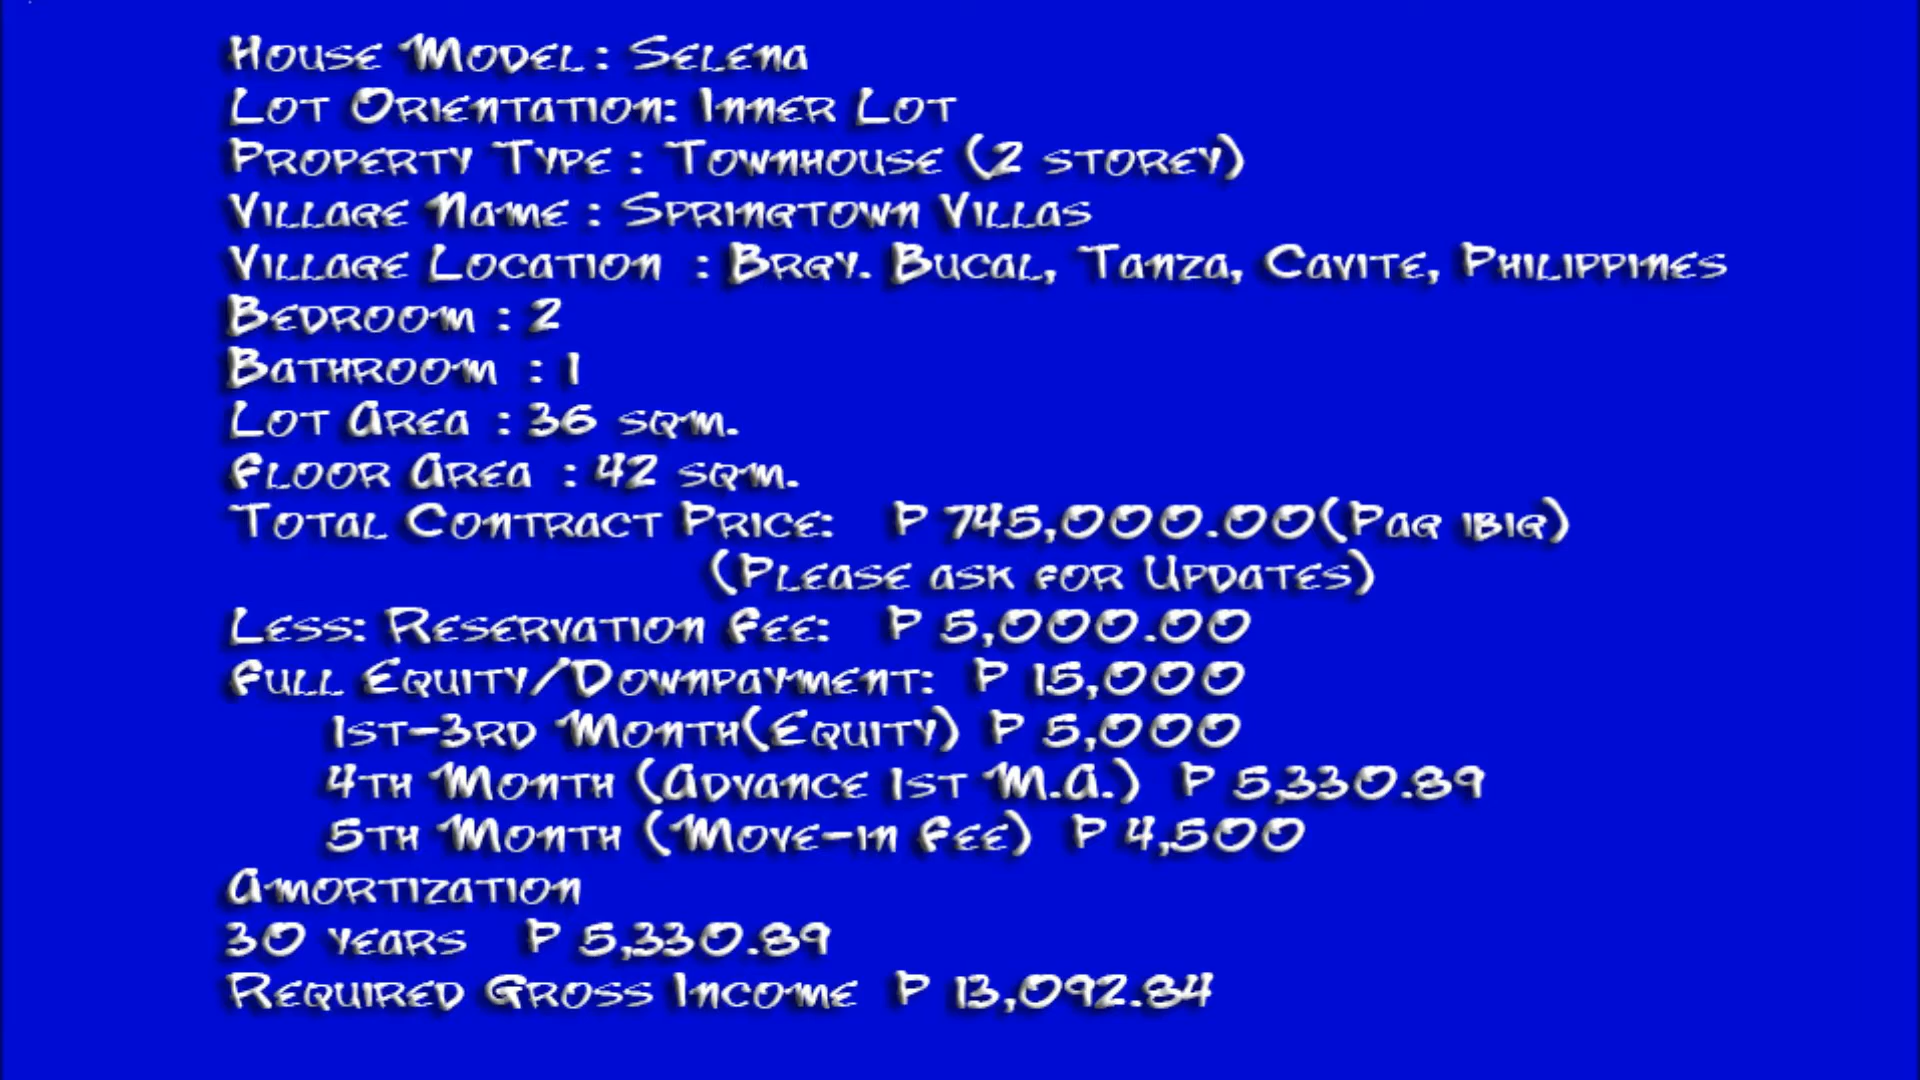 House Model : Selena
Lot Orientation: Inner Lot
Property Type : Townhouse (2 storey)
Village Name : Springtown Villas
Village Location : Brgy. Bucal, Tanza, Cavite, Philippines
Bedroom : 2
Bathroom : 1
Lot Area : 36 sqm.
Floor Area : 42 sqm.
Total Contract Price: P 745,000.00(Pag ibig)
(Please ask for Updates)
Less: Reservation Fee: P 5,000.00
Full Equity/Downpayment: P 15,000
1st-3rd Month(Equity) P 5,000
4th Month (Advance 1st M.A.) P 5,330.89
5th Month (Move-in Fee) P 4,500
Amortization
30 years P 5,330.89
Required Gross Income P 13,092.84